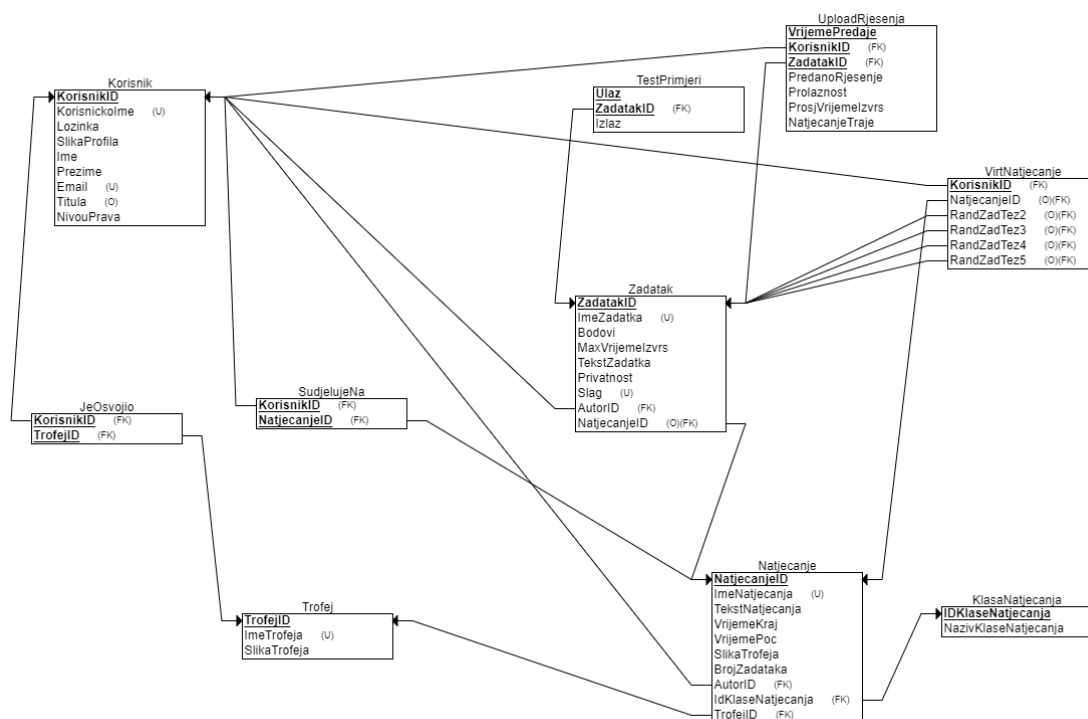 UploadRjesenja
VrijemePredaje
KorisnikID (FK)
ZadatakID (FK)
PredanoRjesenje
Prolaznost
ProsjVrijemeIzvrs
NatjecanjeTraje
TestPrimjeri
Ulaz
ZadatakID (FK)
Izlaz
Korisnik
KorisnikID
KorisnickoIme (U)
Lozinka
SlikaProfila
Ime
Prezime
Email (U)
Titula (O)
NivouPrava
VirtNatjecanje
KorisnikID (FK)
NatjecanjeID (O)(FK)
RandZadTez2 (O)(FK)
RandZadTez3 (O)(FK)
RandZadTez4 (O)(FK)
RandZadTez5 (O)(FK)
Zadatak
ZadatakID
ImeZadatka (U)
Bodovi
MaxVrijemeIzvrs
TekstZadatka
Privatnost
Slag (U)
AutorID (FK)
NatjecanjeID (O)(FK)
JeOsvojio
KorisnikID (FK)
TrofejID (FK)
SudjelujeNa
KorisnikID (FK)
NatjecanjeID (FK)
Natjecanje
NatjecanjeID
ImeNatjecanja (U)
TekstNatjecanja
VrijemeKraj
VrijemePoc
SlikaTrofeja
BrojZadataka
AutorID (FK)
IdKlaseNatjecanja (FK)
TrofejID (FK)
KlasaNatjecanja
IDKlaseNatjecanja
NazivKlaseNatjecanja
Trofej
TrofejID
ImeTrofeja (U)
SlikaTrofeja